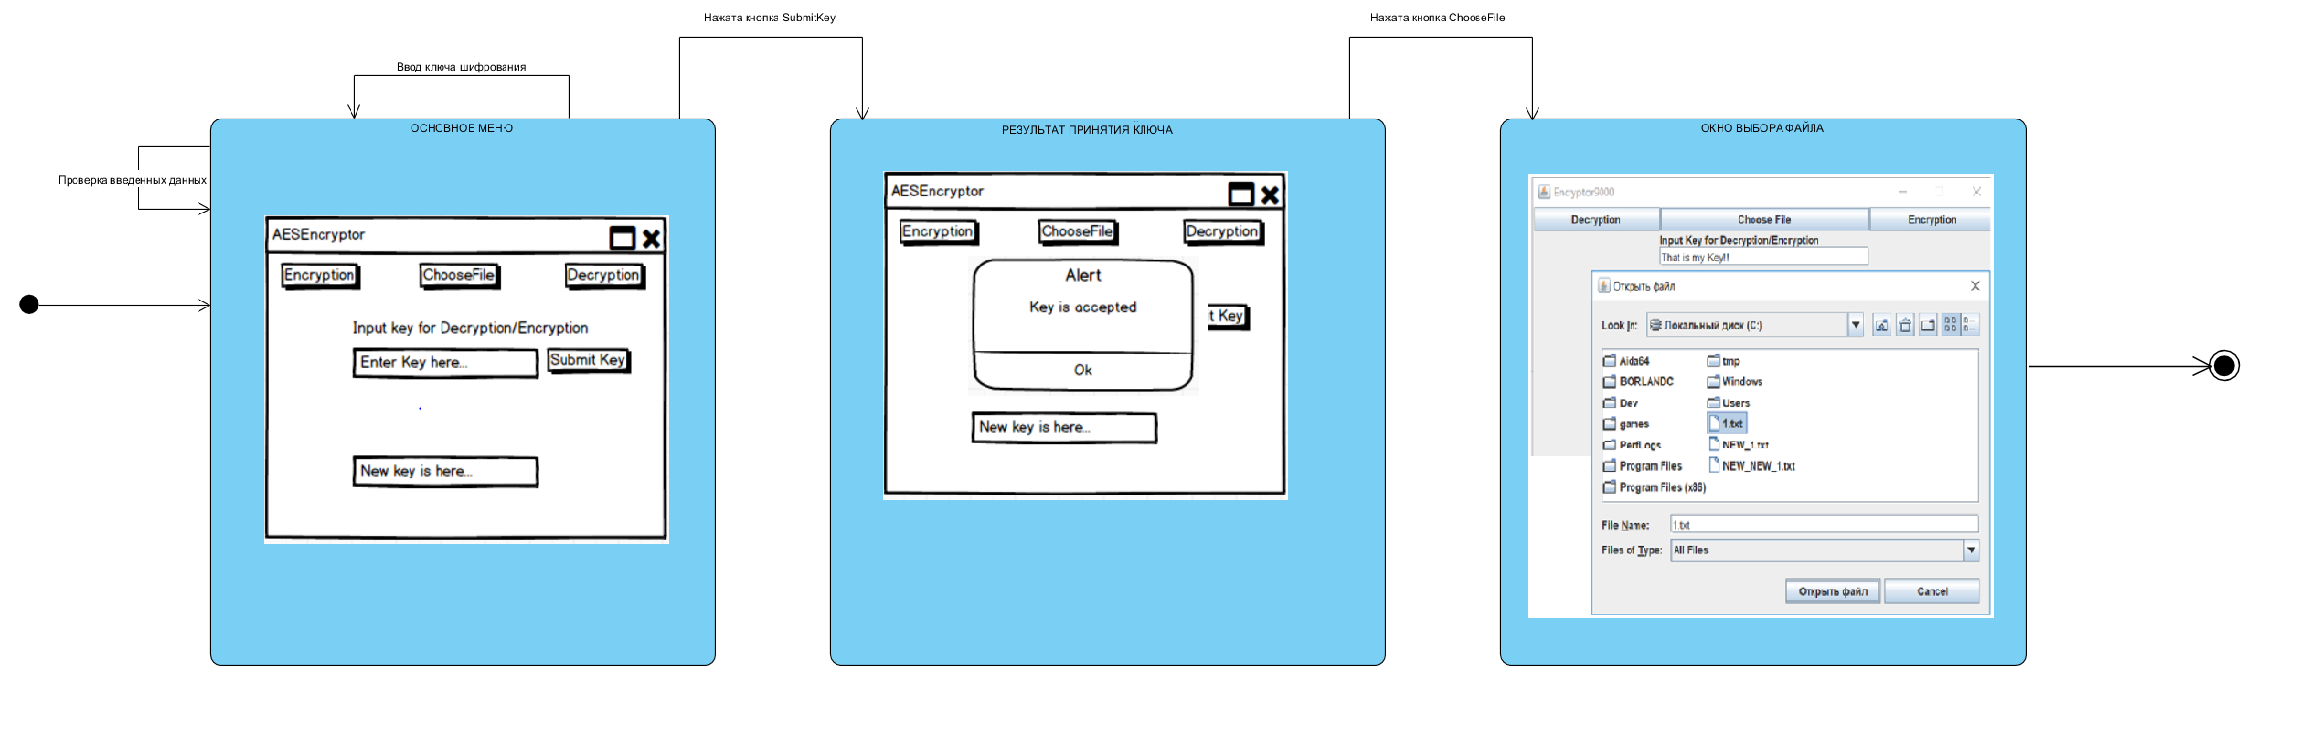 Нажата кнопка SubmitKey
Нажата кнопка ChooseFile
Ввод ключа шифрования
Проверка введенных данных
ОСНОВНОЕ МЕНЮ
AESEncryptor
Encryption
ChooseFile
Decryption
Input key for Decryption/Encryption
Enter Key here...
Submit Key
New key is here...
РЕЗУЛЬТАТ ПРИНЯТИЯ КЛЮЧА
AESEncryptor
Encryption
ChooseFile
Decryption
Alert
Key is accepted
t Key
Ok
New key is here...
ОКНО ВЫБОРА ФАЙЛА
Encryptor9000
Decryption
Choose File
Encryption
Input Key for Decryption/Encryption
That is my Key!!
Открыть файл
Look In:
Локальный диск (C:)
Aida64
BORLANDC
Dev
games
PerfLogs
Program Files
Program Files (x86)
tmp
Windows
Users
1.txt
NEW_1.txt
NEW_NEW_1.txt
File Name:
1.txt
Files of Type:
All Files
Открыть файл
Cancel